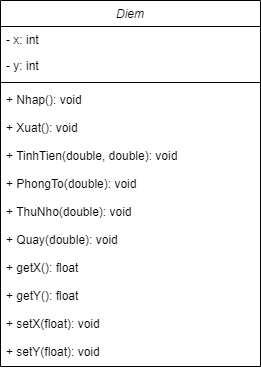 Diem
- x: int
- y: int
+ Nhap(): void
+ Xuat(): void
+ TinhTien(double, double): void
+ PhongTo(double): void
+ ThuNho(double): void
+ Quay(double): void
+ getX(): float
+ getY(): float
+ setX(float): void
+ setY(float): void